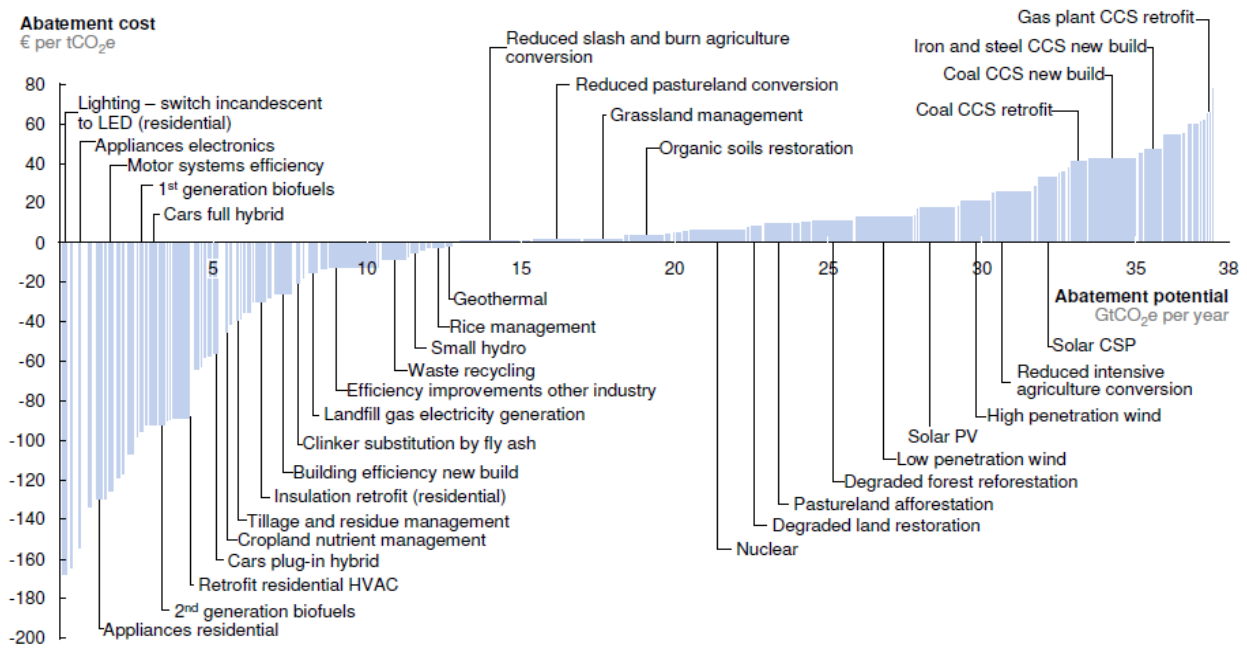 Abatement cost
€ per tCO2e
80
60
40
20
0
-20
-40
-60
-80
-100
-120
-140
-160
-180
-200
Lighting – switch incandescent
to LED (residential)
Appliances electronics
Motor systems efficiency
1st generation biofuels
Cars full hybrid
Reduced slash and burn agriculture
conversion
Reduced pastureland conversion
Grassland management
Organic soils restoration
Gas plant CCS retrofit
Iron and steel CCS new build
Coal CCS new build
Coal CCS retrofit
5
10
15
20
25
30
35
38
Abatement potential
GtCO2e per year
Geothermal
Rice management
Small hydro
Waste recycling
Efficiency improvements other industry
Landfill gas electricity generation
Clinker substitution by fly ash
Building efficiency new build
Insulation retrofit (residential)
Tillage and residue management
Cropland nutrient management
Cars plug-in hybrid
Retrofit residential HVAC
2nd generation biofuels
Appliances residential
Solar CSP
Reduced intensive
agriculture conversion
High penetration wind
Solar PV
Low penetration wind
Degraded forest reforestation
Pastureland afforestation
Degraded land restoration
Nuclear